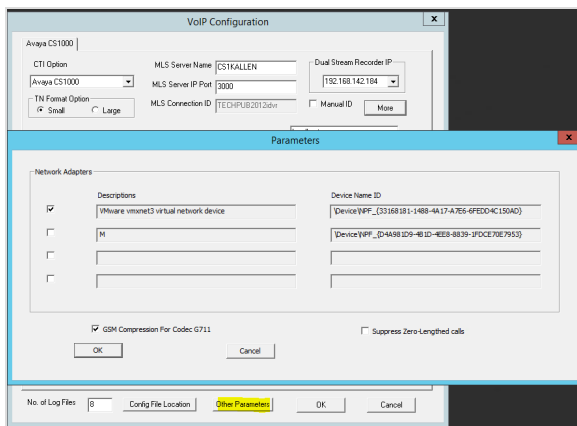 VoIP Configuration
x
Avaya CS1000
CTI Option
Avaya CS1000
TN Format Option
Small
Large
MLS Server Name
CS1KALLEN
MLS Server IP Port
3000
MLS Connection ID
TECHPUB2012idvr
Dual Stream Recorder IP
192.168.142.184
Manual ID
More
Parameters
x
Network Adapters
Descriptions
Device Name ID
VMware vmxnet3 virtual network device
\Device\NPF_{33168181-1488-4A17-A7E6-6FEDD4C150AD}
M
\Device\NPF_{D4A981D9-4B1D-4EE8-8839-1FDCE70E7953}
GSM Compression For Codec G711
Suppress Zero-Lengthed calls
OK
Cancel
No. of Log Files
8
Config File Location
Other Parameters
OK
Cancel